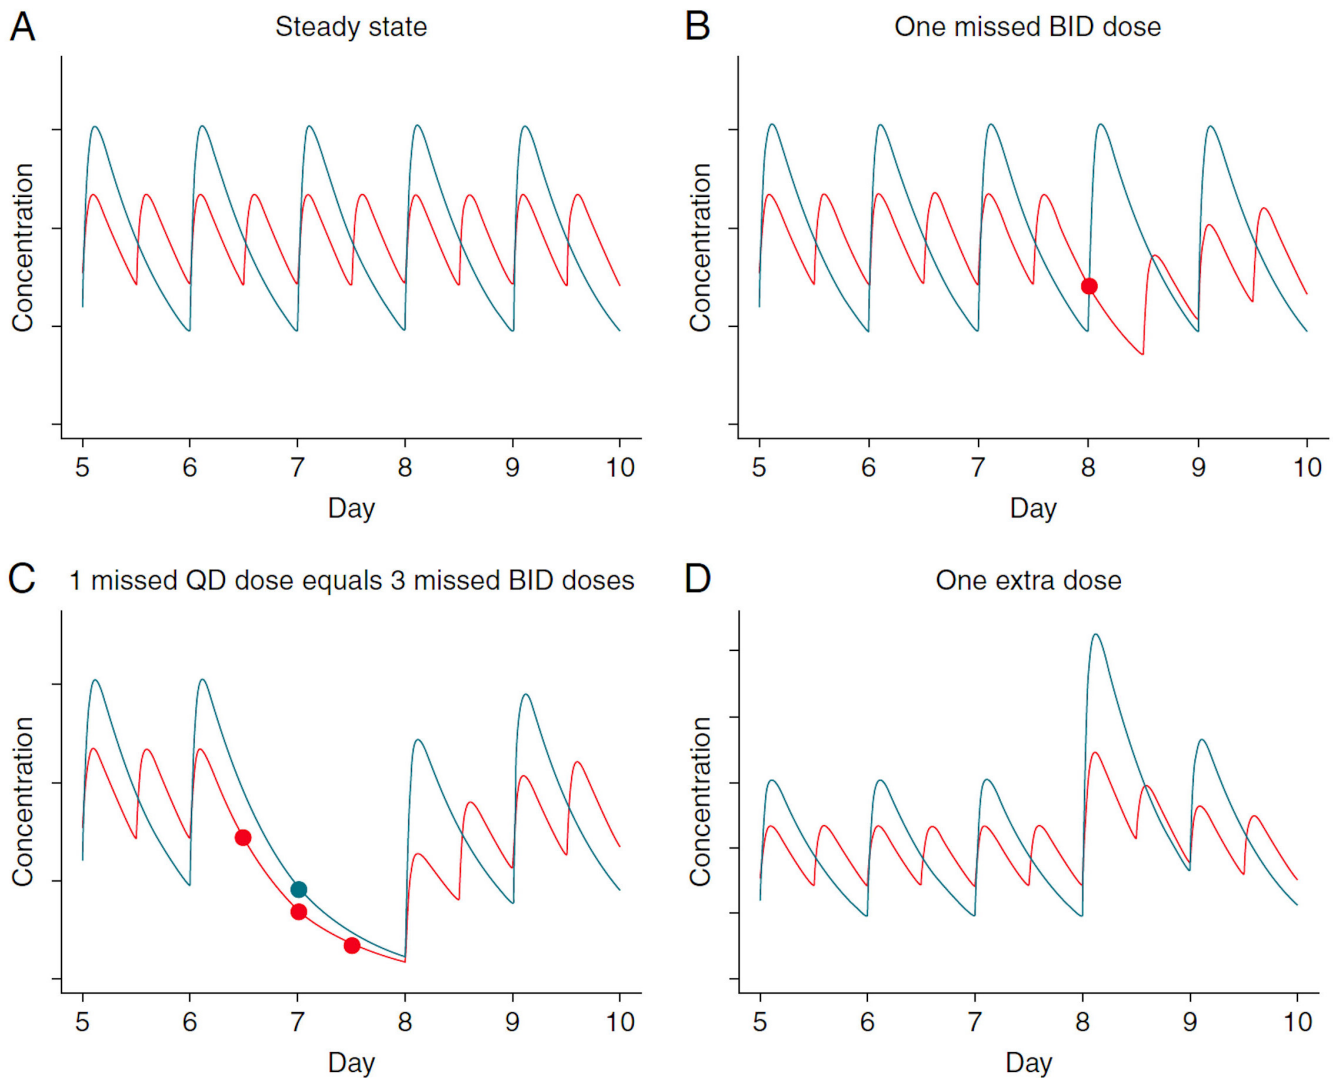 A
Steady state
Concentration
5 6 7 8 9 10
Day
B
One missed BID dose
Concentration
5 6 7 8 9 10
Day
C
1 missed QD dose equals 3 missed BID doses
Concentration
5 6 7 8 9 10
Day
D
One extra dose
Concentration
5 6 7 8 9 10
Day